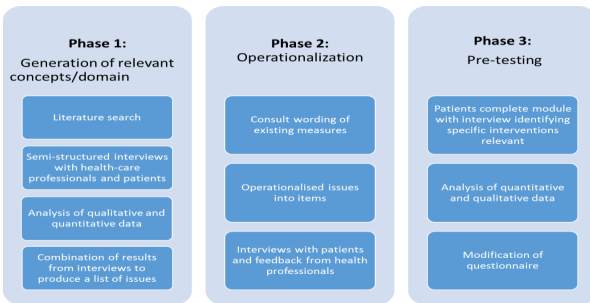 Phase 1:
Generation of relevant
concepts/domain
Literature search
Semi-structured interviews
with health-care
professionals and patients
Analysis of qualitative and
quantitative data
Combination of results
from interviews to
produce a list of issues
Phase 2:
Operationalization
Consult wording of
existing measures
Operationalised issues
into items
Interviews with patients
and feedback from health
professionals
Phase 3:
Pre-testing
Patients complete module
with interview identifying
specific interventions
relevant
Analysis of quantitative
and qualitative data
Modification of
questionnaire